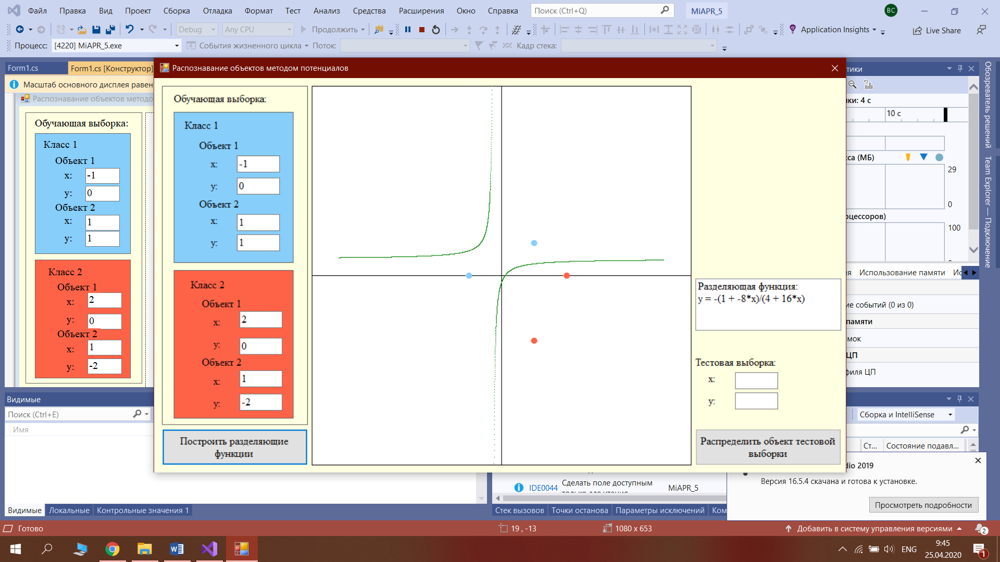 Файл Правка Вид Проект Сборка Отладка Формат Тест Анализ Средства Расширения Окно Справка Поиск (Ctrl+Q) MiAPR_5 BC
Debug Any CPU Продолжить Application Insights Live Share
Процесс: [4220] MiAPR_5.exe События жизненного цикла Поток: Кадр стека:
Form1.cs Form1.cs [Конструктор]
Масштаб основного дисплея равен
Распознавание объектов методо
Обучающая выборка:
Класс 1
Объект 1
x: -1
y: 0
Объект 2
x: 1
y: 1
Класс 2
Объект 1
x: 2
y: 0
Объект 2
x: 1
y: -2
Распознавание объектов методом потенциалов
Обучающая выборка:
Класс 1
Объект 1
x: -1
y: 0
Объект 2
x: 1
y: 1
Класс 2
Объект 1
x: 2
y: 0
Объект 2
x: 1
y: -2
Построить разделяющие
функции
Разделяющая функция:
y = -(1 + -8*x)/(4 + 16*x)
Тестовая выборка:
x:
y:
Распределить объект тестовой
выборки
тики
ки: 4 с
10 с
сса (МБ)
29
0
оцессоров)
100
я Использование памяти Ис
ие событий (0 из 0)
памяти
мок
ЦП
филя ЦП
Обозреватель решений
Team Explorer — Подключение
Видимые
Поиск (Ctrl+E)
Имя
Видимые Локальные Контрольные значения 1
Сборка и IntelliSense
Ст... Состояние подавл...
IDE0044 Сделать поле доступным MiAPR_5
только для чтения
Стек вызовов Точки останова Параметры исключений Ком
dio 2019
Версия 16.5.4 скачана и готова к установке.
Просмотреть подробности
Готово 19 , -13 1080 x 653 Добавить в систему управления версиями 2
ENG 9:45
25.04.2020 1